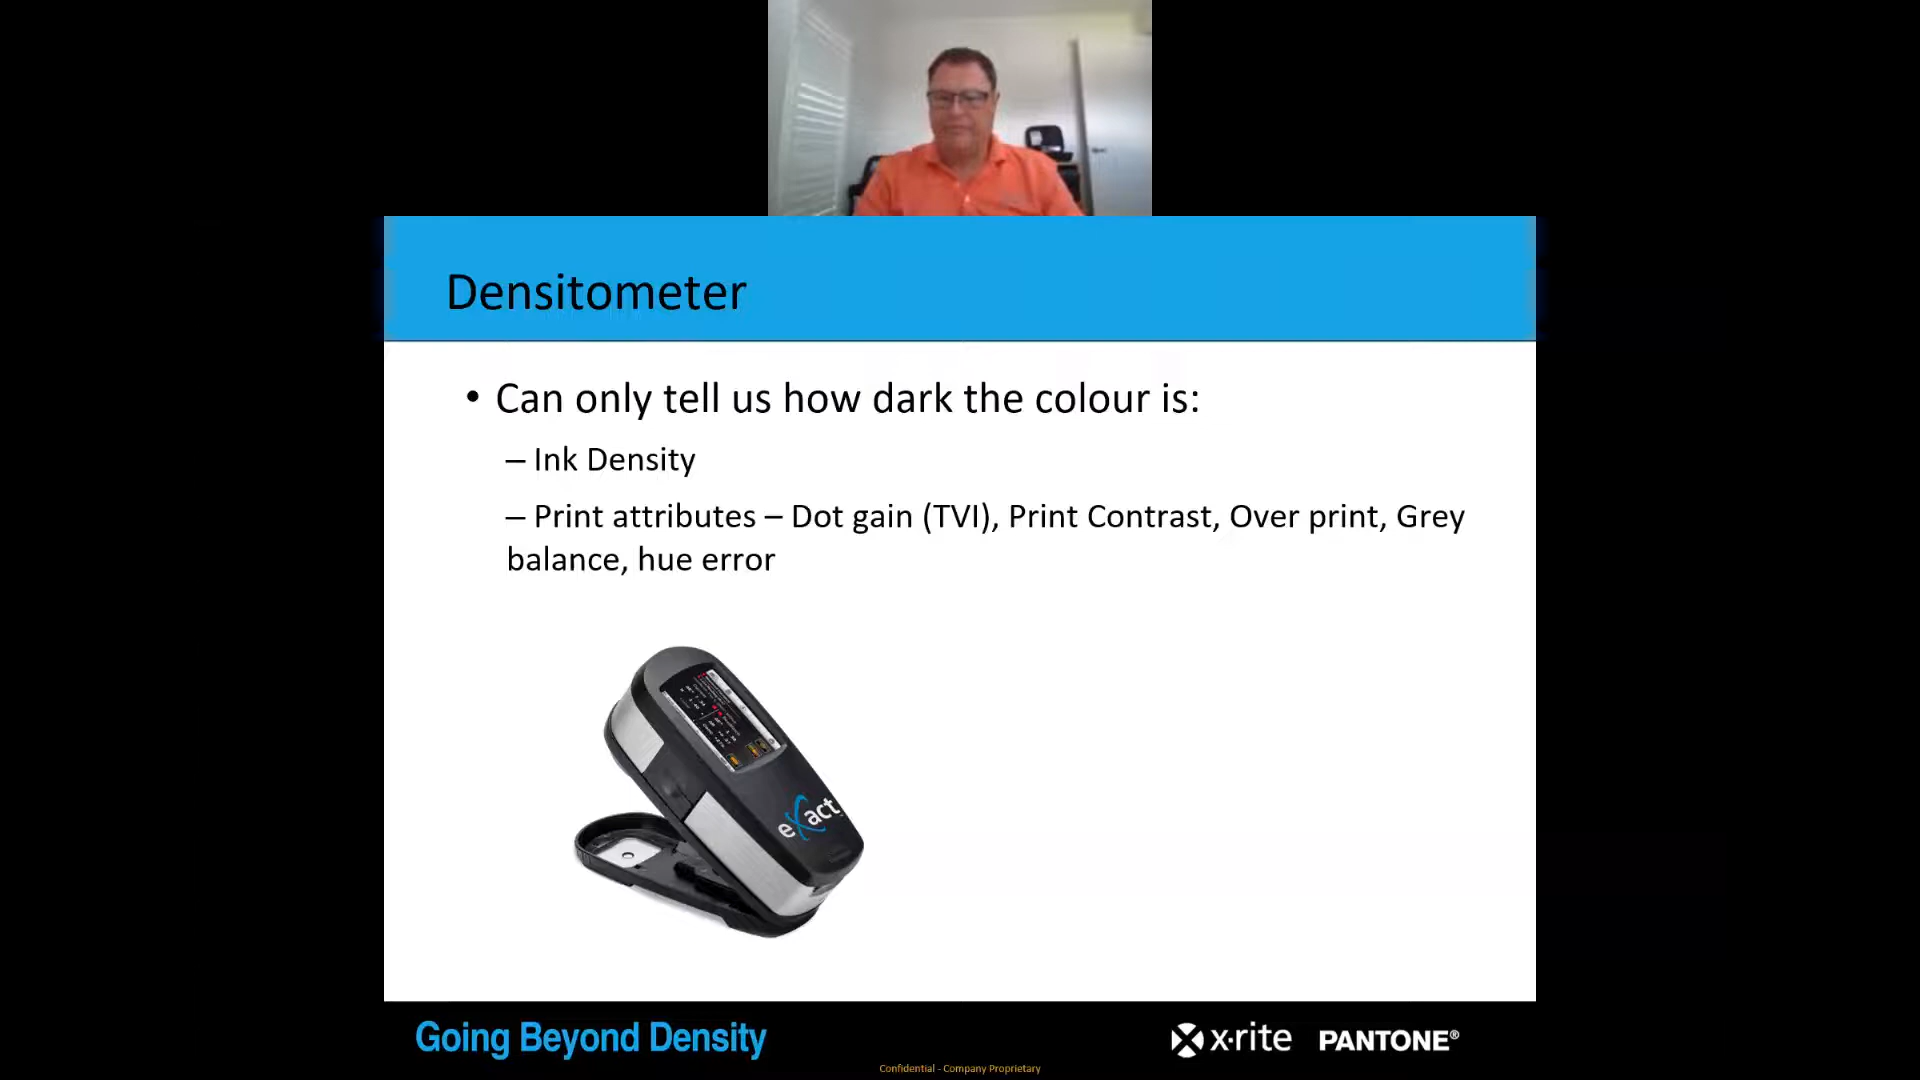 Densitometer
• Can only tell us how dark the colour is:
– Ink Density
– Print attributes – Dot gain (TVI), Print Contrast, Over print, Grey
balance, hue error
eXact
Going Beyond Density
x·rite PANTONE®
Confidential - Company Proprietary